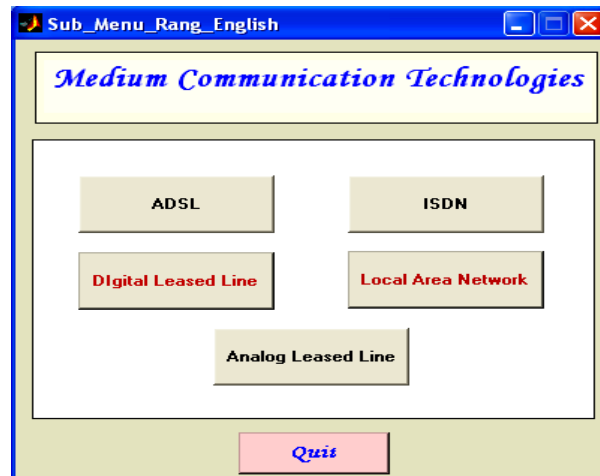 Sub_Menu_Rang_English
Medium Communication Technologies
ADSL
ISDN
DIgital Leased Line
Local Area Network
Analog Leased Line
Quit